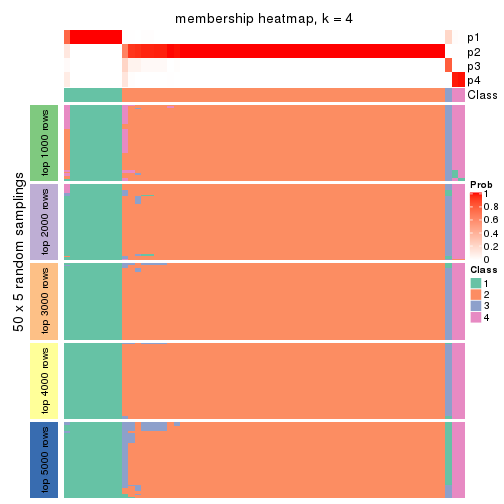 membership heatmap, k = 4
p1
p2
p3
p4
Class
50 x 5 random samplings
top 1000 rows
top 2000 rows
top 3000 rows
top 4000 rows
top 5000 rows
Prob
1
0.8
0.6
0.4
0.2
0
Class
1
2
3
4